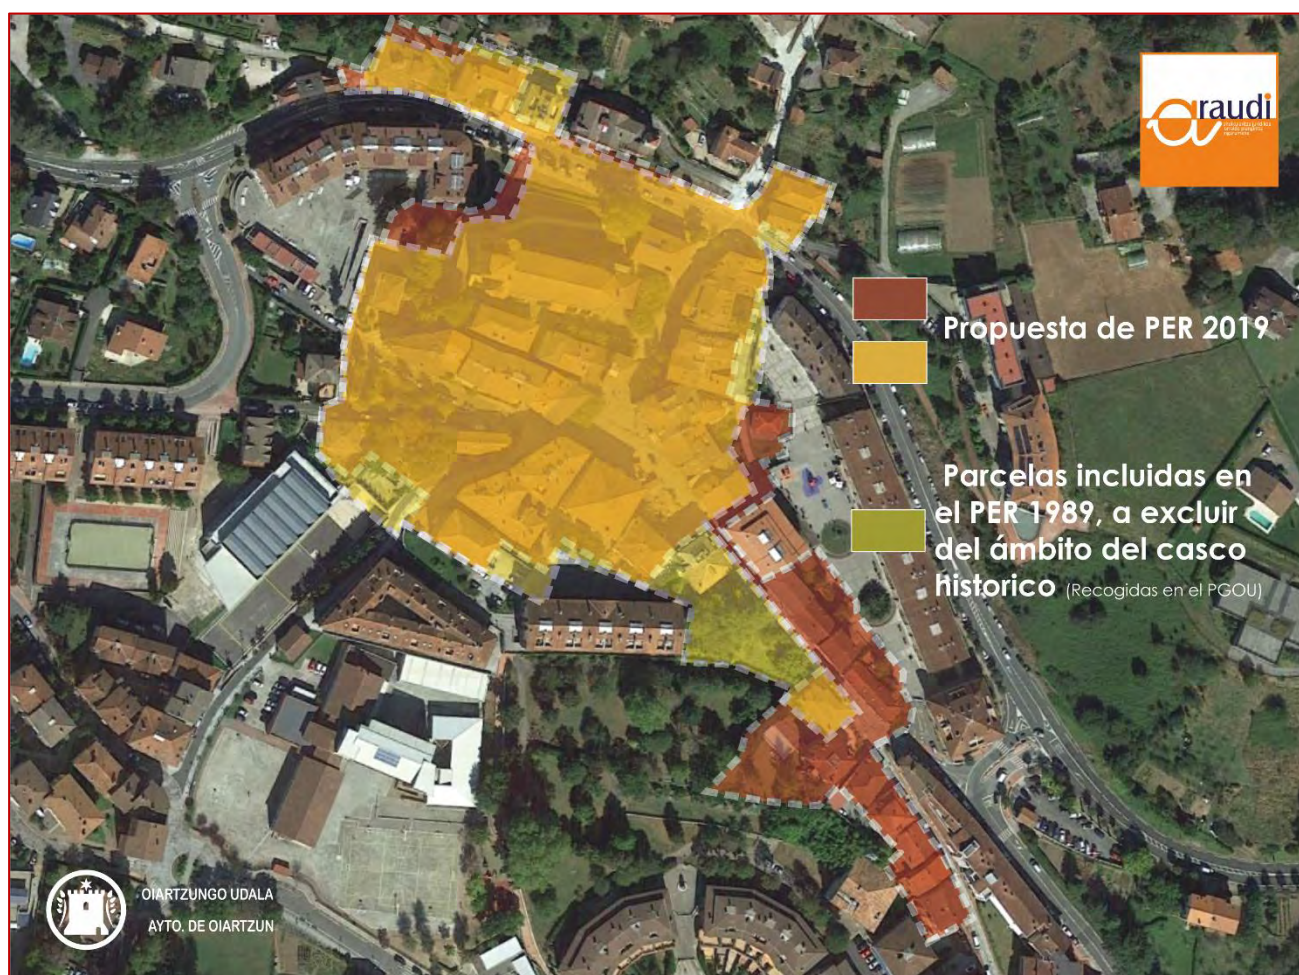 araudi
Propuesta de PER 2019
Parcelas incluidas en
el PER 1989, a excluir
del ámbito del casco
historico (Recogidas en el PGOU)
OIARTZUNGO UDALA
AYTO. DE OIARTZUN